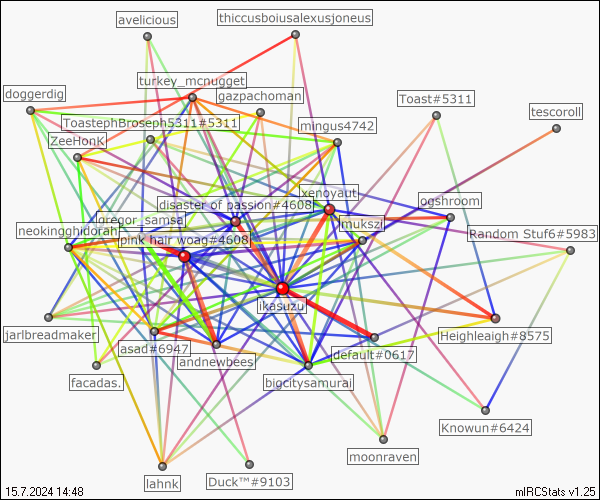 avelicious
thiccusboiusalexusjoneus
turkey_mcnugget
doggerdig
gazpachoman
Toast#5311
tescoroll
ToastephBroseph5311#5311
mingus4742
ZeeHonK
xenoyaut
ogshroom
disaster of passion#4608
gregor_samsa
lmukszi
neokingghidorah
pink hair woag#4608
Random Stuf6#5983
ikasuzu
jarlbreadmaker
asad#6947
andnewbees
default#0617
Heighleaigh#8575
facadas.
bigcitysamurai
Knowun#6424
moonraven
lahnk
Duck™#9103
15.7.2024 14:48
mIRCStats v1.25